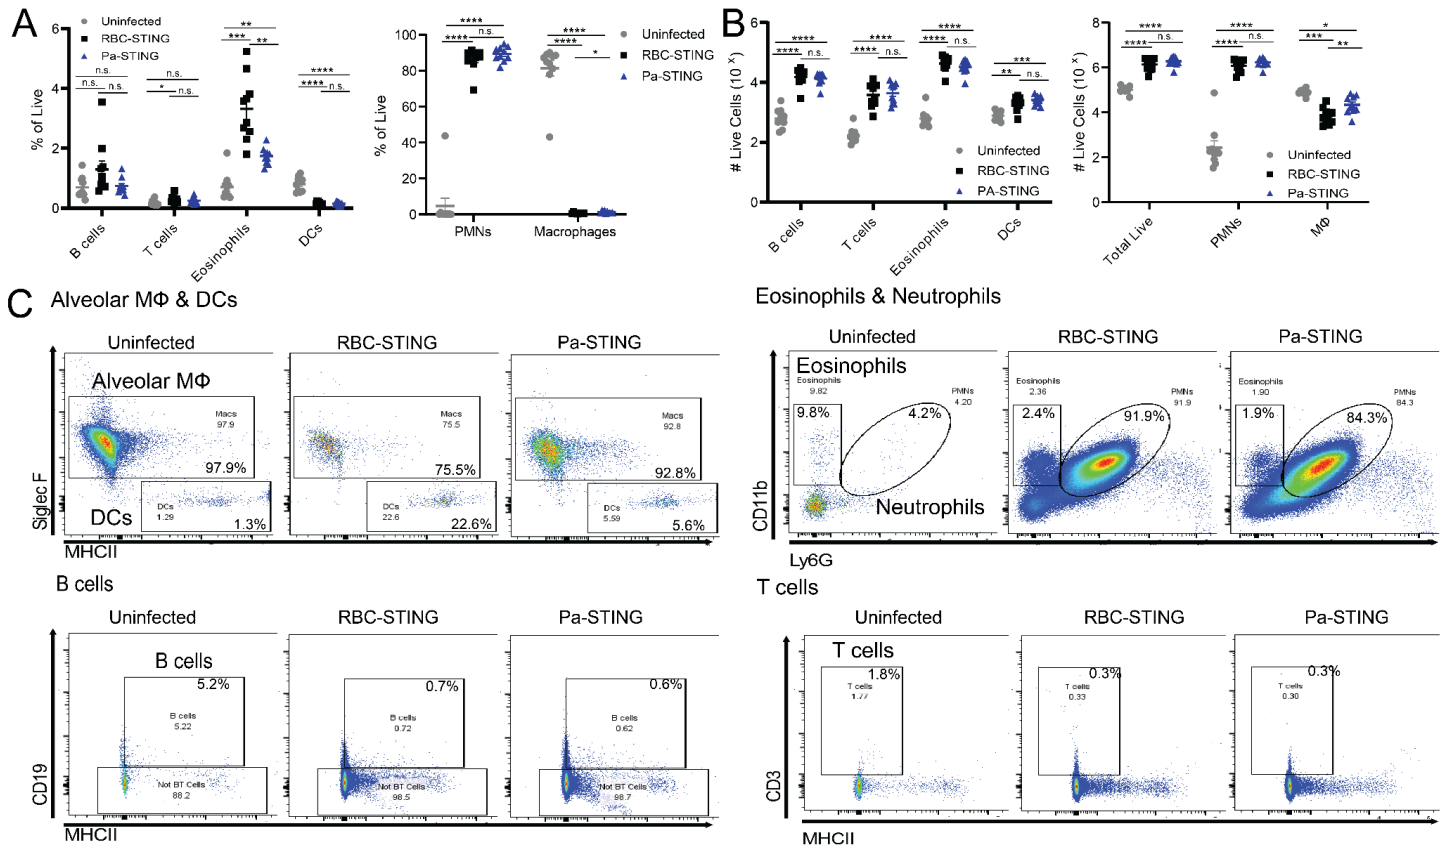 A
% of Live
6
4
2
0
Uninfected
RBC-STING
Pa-STING
n.s.
n.s.
n.s.
n.s.
*
n.s.
**
***
**
****
****
n.s.
B cells
T cells
Eosinophils
DCs
% of Live
100
80
60
40
20
0
****
n.s.
****
****
****
*
Uninfected
RBC-STING
Pa-STING
PMNs
Macrophages
B
# Live Cells (10 x)
6
4
2
0
****
****
n.s.
****
****
n.s.
****
****
n.s.
***
**
n.s.
Uninfected
RBC-STING
PA-STING
B cells
T cells
Eosinophils
DCs
# Live Cells (10 x)
8
6
4
2
0
****
n.s.
****
****
n.s.
****
*
***
**
Uninfected
RBC-STING
Pa-STING
Total Live
PMNs
MΦ
C
Alveolar MΦ & DCs
Uninfected
RBC-STING
Pa-STING
Alveolar MΦ
Macs
97.9
97.9%
DCs
DCs
1.29
1.3%
Macs
75.5
75.5%
DCs
22.6
22.6%
Macs
92.8
92.8%
DCs
5.59
5.6%
Siglec F
MHCII
Eosinophils & Neutrophils
Uninfected
RBC-STING
Pa-STING
Eosinophils
Eosinophils
9.82
9.8%
PMNs
4.20
4.2%
Neutrophils
Eosinophils
2.36
2.4%
PMNs
91.9
91.9%
Eosinophils
1.90
1.9%
PMNs
84.3
84.3%
CD11b
Ly6G
B cells
Uninfected
RBC-STING
Pa-STING
B cells
5.2%
B cells
5.22
Not BT Cells
88.2
0.7%
B cells
0.72
Not BT Cells
98.5
0.6%
B cells
0.62
Not BT Cells
98.7
CD19
MHCII
T cells
Uninfected
RBC-STING
Pa-STING
T cells
1.8%
T cells
1.77
0.3%
T cells
0.33
0.3%
T cells
0.30
CD3
MHCII